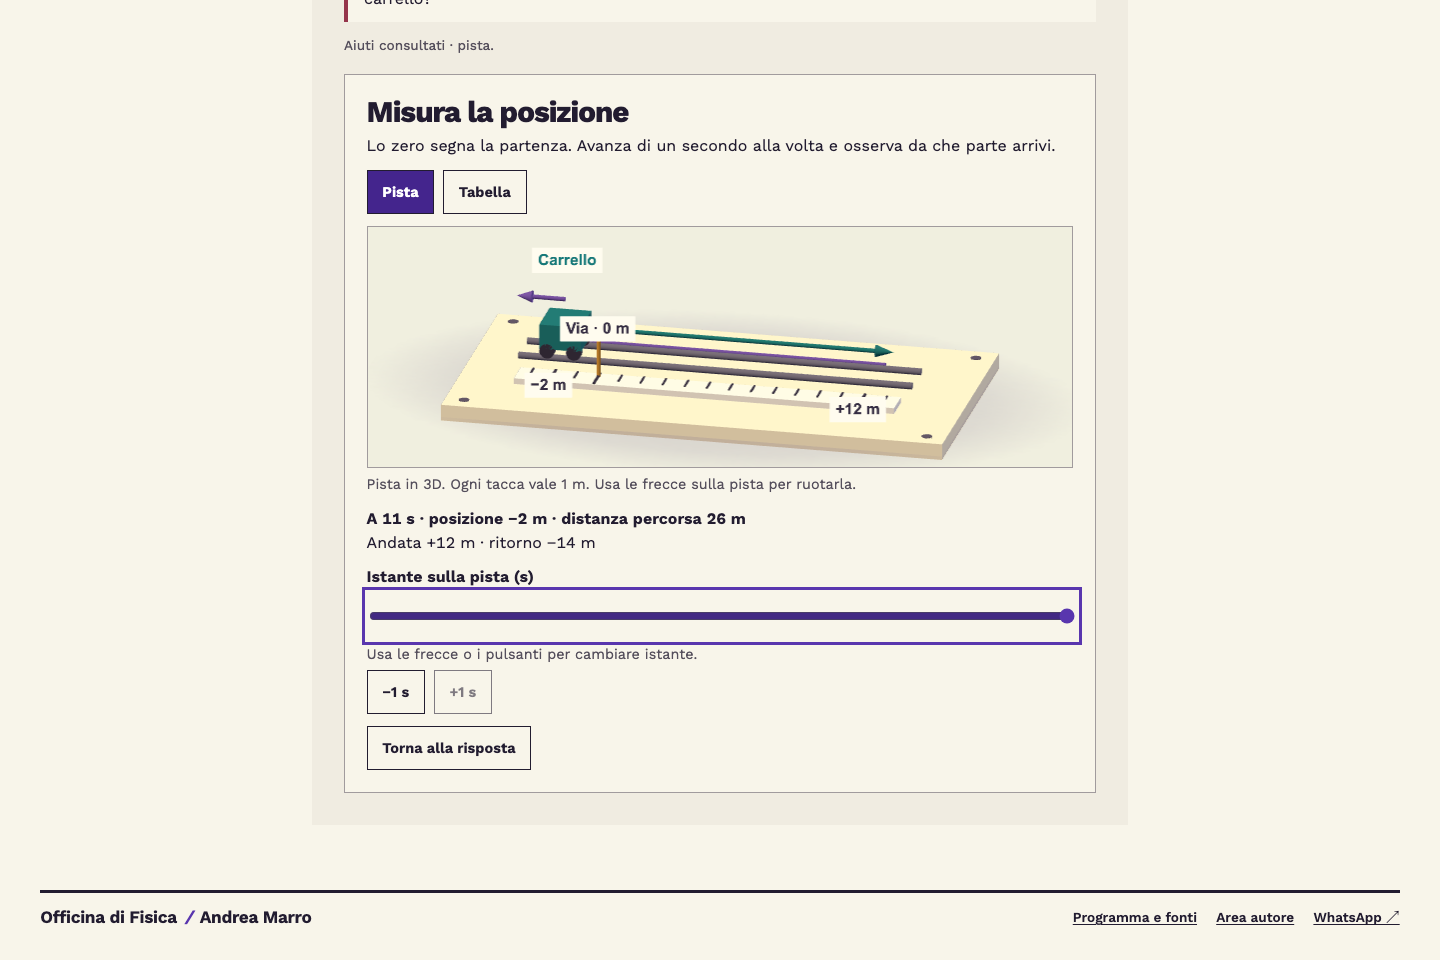 Aiuti consultati · pista.
Misura la posizione
Lo zero segna la partenza. Avanza di un secondo alla volta e osserva da che parte arrivi.
Pista
Tabella
Carrello
Via · 0 m
−2 m
+12 m
Pista in 3D. Ogni tacca vale 1 m. Usa le frecce sulla pista per ruotarla.
A 11 s · posizione −2 m · distanza percorsa 26 m
Andata +12 m · ritorno −14 m
Istante sulla pista (s)
Usa le frecce o i pulsanti per cambiare istante.
−1 s
+1 s
Torna alla risposta
Officina di Fisica / Andrea Marro
Programma e fonti
Area autore
WhatsApp ↗